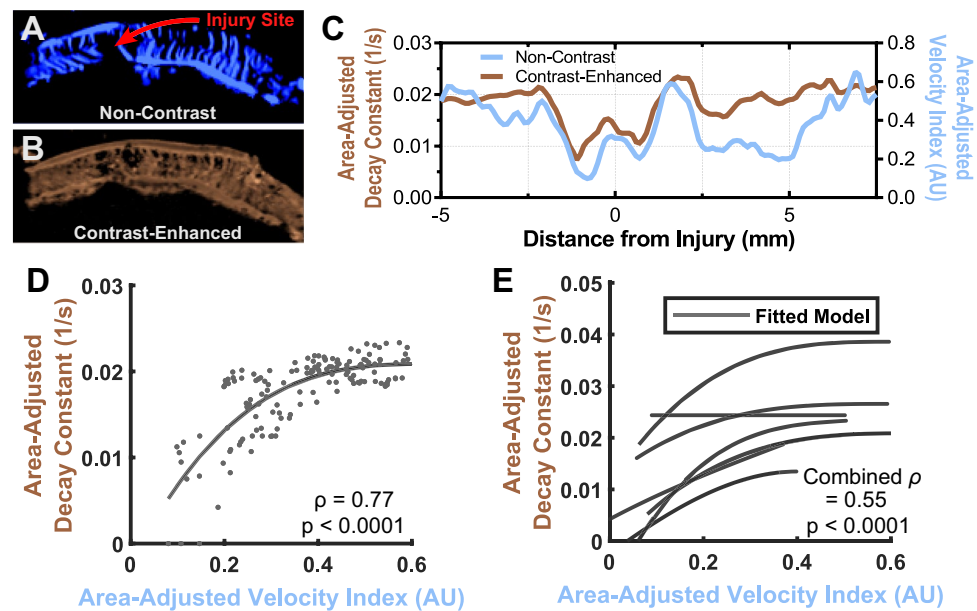 A
Injury Site
Non-Contrast
B
Contrast-Enhanced
C
Area-Adjusted
Decay Constant (1/s)
0.03
0.02
0.01
0.00
Non-Contrast
Contrast-Enhanced
0.8
0.6
0.4
0.2
0.0
Area-Adjusted
Velocity Index (AU)
-5
0
5
Distance from Injury (mm)
D
Area-Adjusted
Decay Constant (1/s)
0.03
0.02
0.01
0
ρ = 0.77
p < 0.0001
0
0.2
0.4
0.6
Area-Adjusted Velocity Index (AU)
E
Area-Adjusted
Decay Constant (1/s)
0.05
0.04
0.03
0.02
0.01
0
Fitted Model
Combined ρ
= 0.55
p < 0.0001
0
0.2
0.4
0.6
Area-Adjusted Velocity Index (AU)